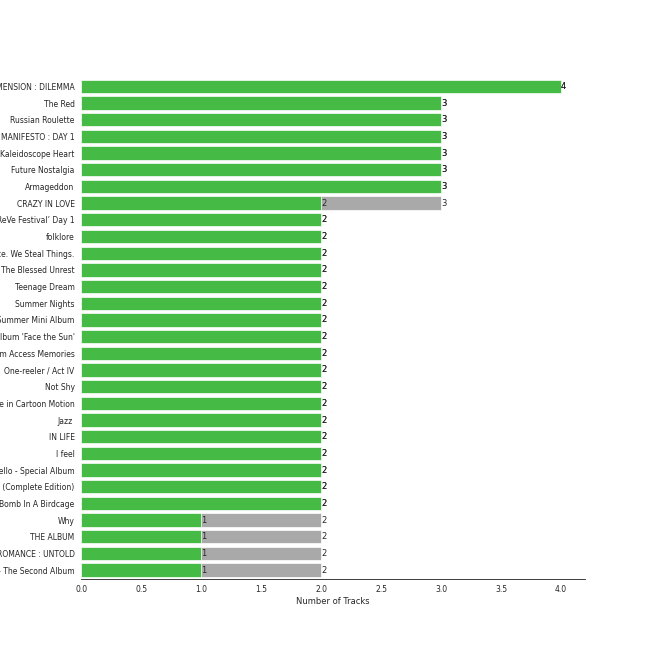 MENSION : DILEMMA 4
The Red 3
Russian Roulette 3
MANIFESTO : DAY 1 3
Kaleidoscope Heart 3
Future Nostalgia 3
Armageddon 3
CRAZY IN LOVE 2 3
ReVe Festival' Day 1 2
folklore 2
ce. We Steal Things. 2
The Blessed Unrest 2
Teenage Dream 2
Summer Nights 2
Summer Mini Album 2
lbum 'Face the Sun' 2
m Access Memories 2
One-reeler / Act IV 2
Not Shy 2
e in Cartoon Motion 2
Jazz 2
IN LIFE 2
I feel 2
ello - Special Album 2
(Complete Edition) 2
Bomb In A Birdcage 2
Why 1 2
THE ALBUM 1 2
ROMANCE : UNTOLD 1 2
- The Second Album 1 2
0.0 0.5 1.0 1.5 2.0 2.5 3.0 3.5 4.0
Number of Tracks